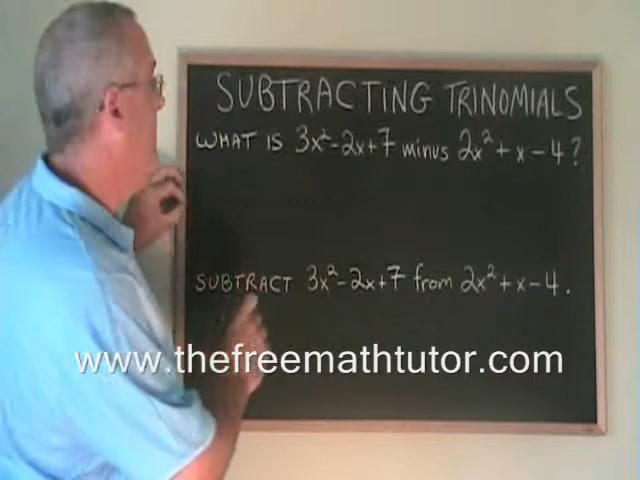 SUBTRACTING TRINOMIALS
WHAT IS 3x²-2x+7 minus 2x²+x-4?
SUBTRACT 3x²-2x+7 from 2x²+x-4.
www.thefreemathtutor.com